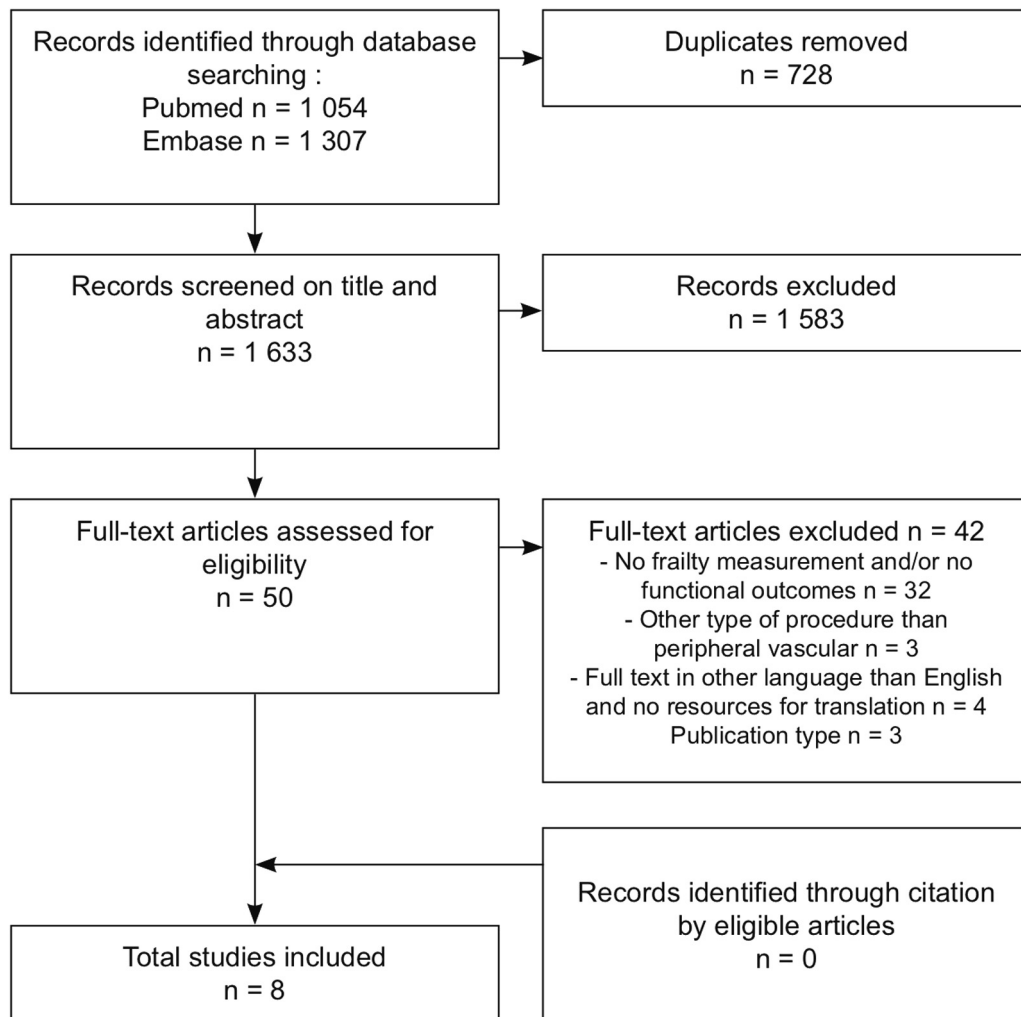 Records identified through database
searching :
Pubmed n = 1 054
Embase n = 1 307
Duplicates removed
n = 728
Records screened on title and
abstract
n = 1 633
Records excluded
n = 1 583
Full-text articles assessed for
eligibility
n = 50
Full-text articles excluded n = 42
- No frailty measurement and/or no
functional outcomes n = 32
- Other type of procedure than
peripheral vascular n = 3
- Full text in other language than English
and no resources for translation n = 4
Publication type n = 3
Records identified through citation
by eligible articles
n = 0
Total studies included
n = 8